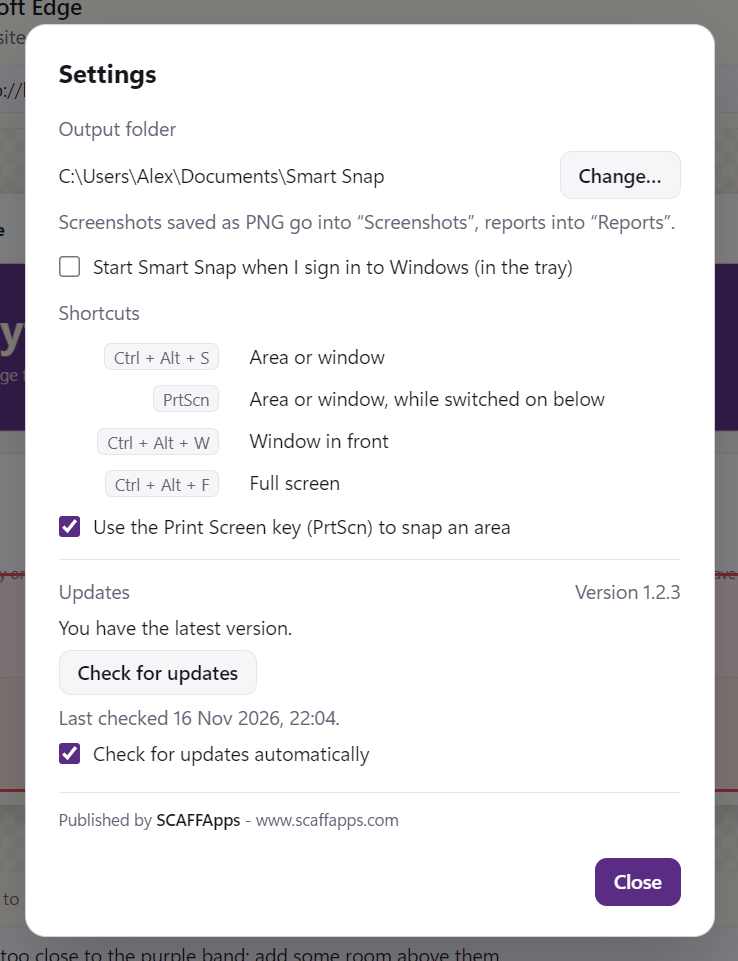 oft Edge
site
Settings
Output folder
C:\Users\Alex\Documents\Smart Snap
Change...
Screenshots saved as PNG go into “Screenshots”, reports into “Reports”.
Start Smart Snap when I sign in to Windows (in the tray)
Shortcuts
Ctrl + Alt + S Area or window
PrtScn Area or window, while switched on below
Ctrl + Alt + W Window in front
Ctrl + Alt + F Full screen
Use the Print Screen key (PrtScn) to snap an area
Updates Version 1.2.3
You have the latest version.
Check for updates
Last checked 16 Nov 2026, 22:04.
Check for updates automatically
Published by SCAFFApps - www.scaffapps.com
Close
to
too close to the purple band; add some room above them